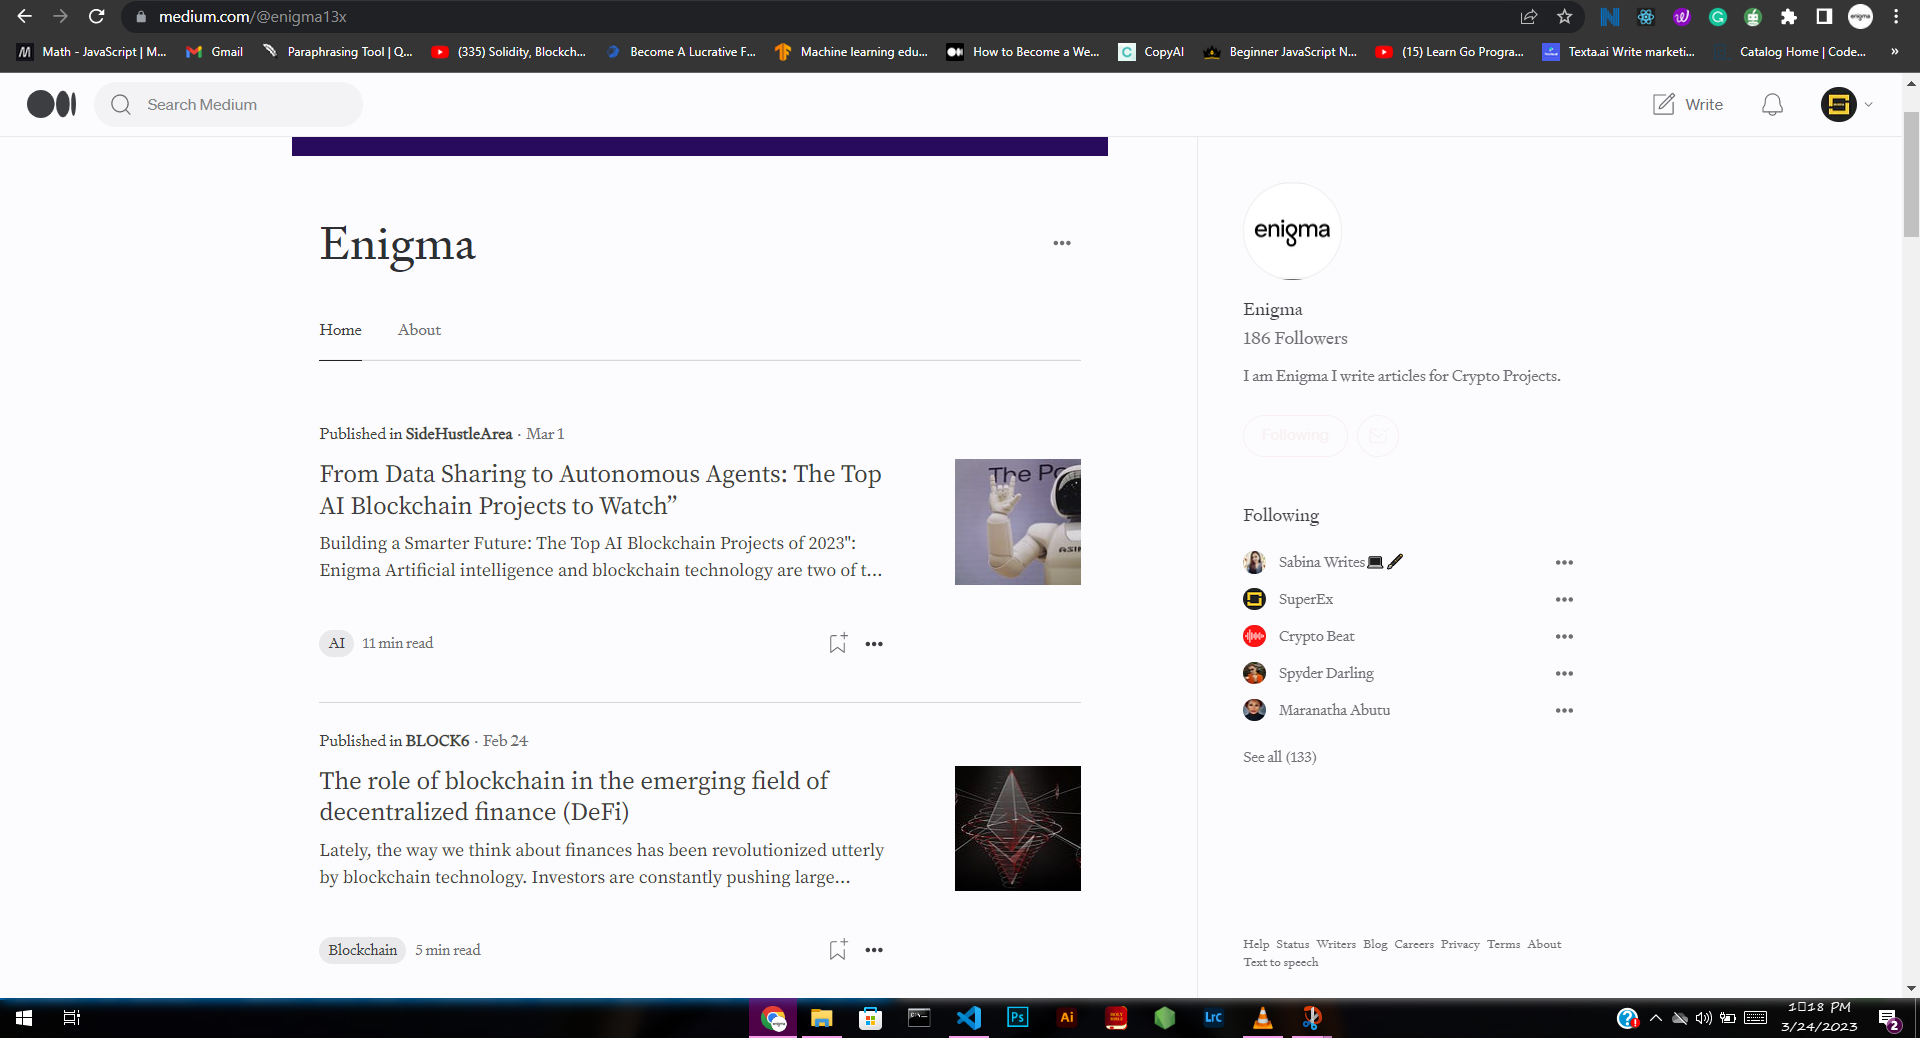 medium.com/@enigma13x
Math - JavaScript | M...
Gmail
Paraphrasing Tool | Q...
(335) Solidity, Blockch...
Become A Lucrative F...
Machine learning edu...
How to Become a We...
CopyAI
Beginner JavaScript N...
(15) Learn Go Progra...
Texta.ai Write marketi...
Catalog Home | Code...
Search Medium
Write
Enigma
Home About
Published in SideHustleArea · Mar 1
From Data Sharing to Autonomous Agents: The Top
AI Blockchain Projects to Watch”
Building a Smarter Future: The Top AI Blockchain Projects of 2023":
Enigma Artificial intelligence and blockchain technology are two of t...
The Po
ASIM
AI 11 min read
Published in BLOCK6 · Feb 24
The role of blockchain in the emerging field of
decentralized finance (DeFi)
Lately, the way we think about finances has been revolutionized utterly
by blockchain technology. Investors are constantly pushing large...
Blockchain 5 min read
enigma
Enigma
186 Followers
I am Enigma I write articles for Crypto Projects.
Following
Following
Sabina Writes💻🖊
SuperEx
Crypto Beat
Spyder Darling
Maranatha Abutu
See all (133)
Help Status Writers Blog Careers Privacy Terms About
Text to speech
Ps
Ai
HOLY BIBLE
LrC
1▯18 PM
3/24/2023
2